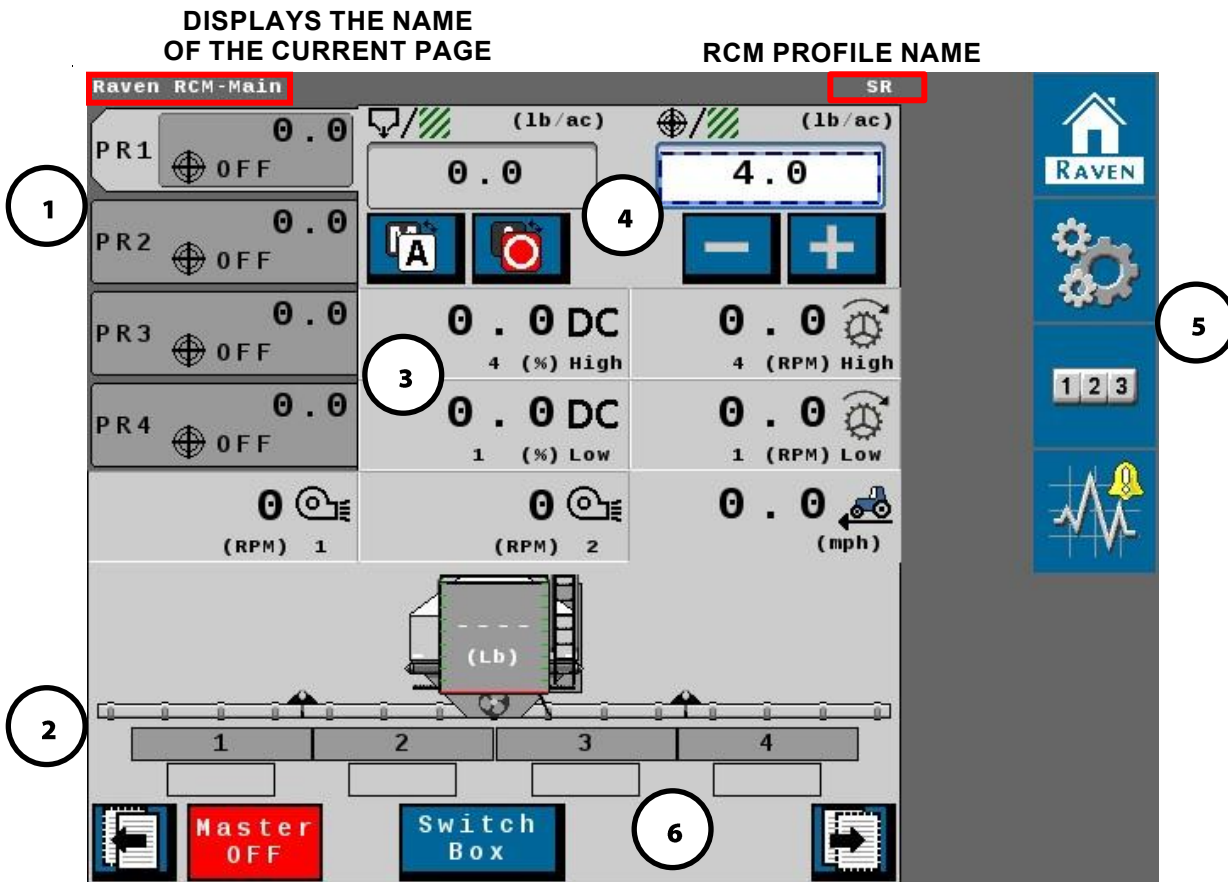 DISPLAYS THE NAME
OF THE CURRENT PAGE
RCM PROFILE NAME
Raven RCM-Main
SR
PR1
0.0
OFF
(lb/ac)
0.0
(lb/ac)
4.0
RAVEN
1
4
A
PR2
0.0
OFF
PR3
0.0
OFF
0.0 DC
4 (%) High
0.0
4 (RPM) High
5
3
1 2 3
PR4
0.0
OFF
0.0 DC
1 (%) Low
0.0
1 (RPM) Low
0
(RPM) 1
0
(RPM) 2
0.0
(mph)
----
(Lb)
2
1
2
3
4
Master
OFF
Switch
Box
6